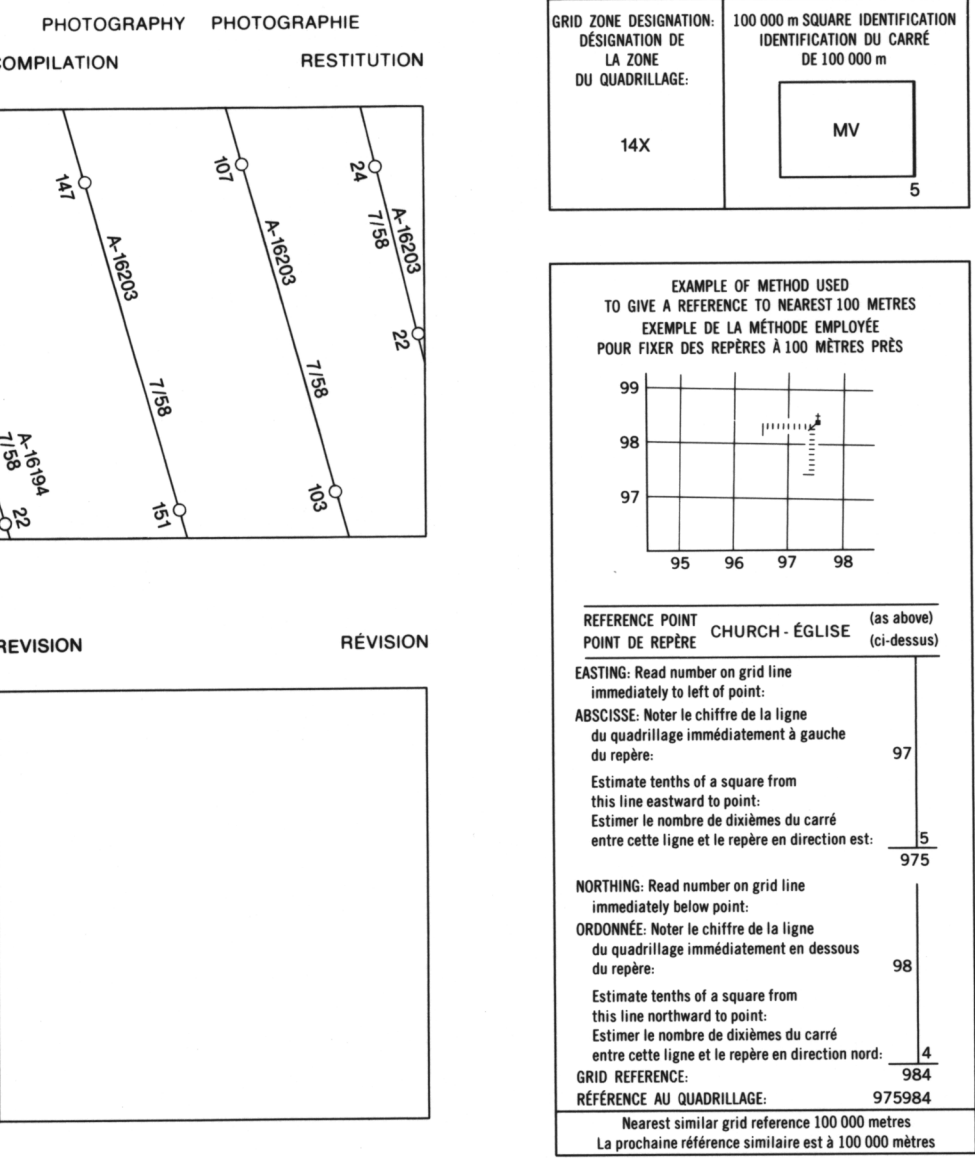 PHOTOGRAPHY PHOTOGRAPHIE
COMPILATION RESTITUTION
147
107
24
A-16203
7/58
A-16203
A-16203
22
7/58
7/58
A-16194
7/58
22
151
103
REVISION RÉVISION
GRID ZONE DESIGNATION:
DÉSIGNATION DE
LA ZONE
DU QUADRILLAGE:
14X
100 000 m SQUARE IDENTIFICATION
IDENTIFICATION DU CARRÉ
DE 100 000 m
MV
5
EXAMPLE OF METHOD USED
TO GIVE A REFERENCE TO NEAREST 100 METRES
EXEMPLE DE LA MÉTHODE EMPLOYÉE
POUR FIXER DES REPÈRES À 100 MÈTRES PRÈS
99
98
97
95 96 97 98
REFERENCE POINT
POINT DE REPÈRE
CHURCH - ÉGLISE
(as above)
(ci-dessus)
EASTING: Read number on grid line
immediately to left of point:
ABSCISSE: Noter le chiffre de la ligne
du quadrillage immédiatement à gauche
du repère: 97
Estimate tenths of a square from
this line eastward to point:
Estimer le nombre de dixièmes du carré
entre cette ligne et le repère en direction est: 5
975
NORTHING: Read number on grid line
immediately below point:
ORDONNÉE: Noter le chiffre de la ligne
du quadrillage immédiatement en dessous
du repère: 98
Estimate tenths of a square from
this line northward to point:
Estimer le nombre de dixièmes du carré
entre cette ligne et le repère en direction nord: 4
GRID REFERENCE: 984
RÉFÉRENCE AU QUADRILLAGE: 975984
Nearest similar grid reference 100 000 metres
La prochaine référence similaire est à 100 000 mètres